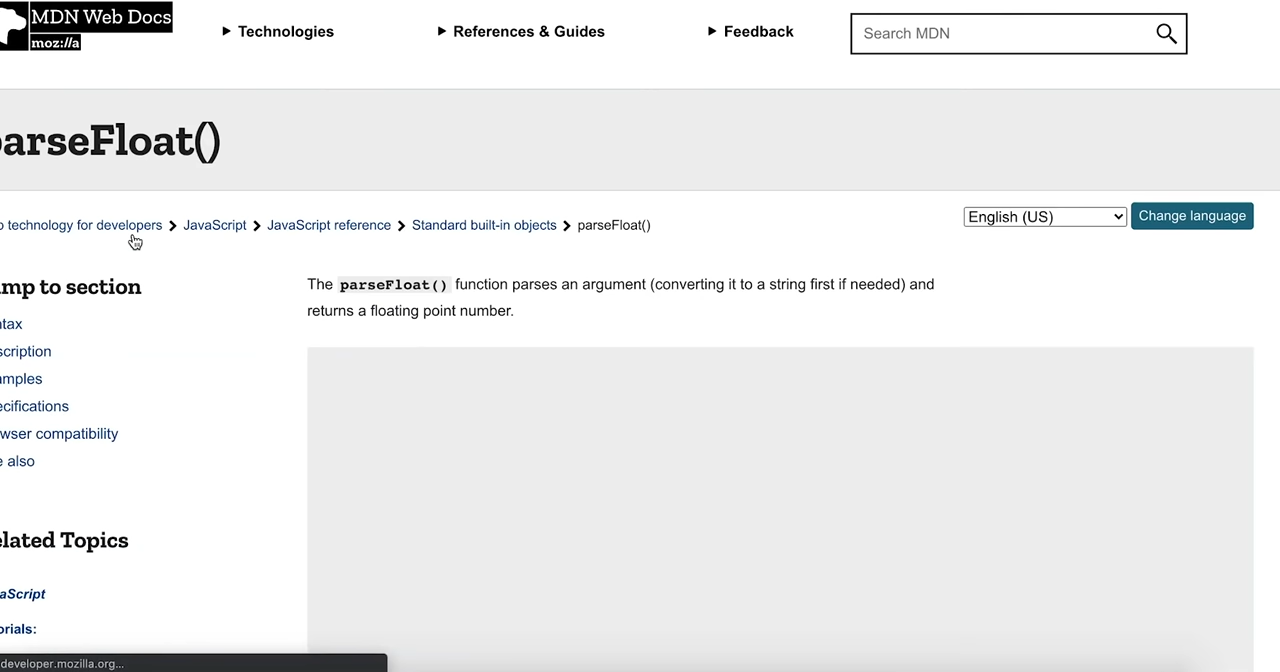 MDN Web Docs
moz://a
Technologies
References & Guides
Feedback
Search MDN
parseFloat()
technology for developers
JavaScript
JavaScript reference
Standard built-in objects
parseFloat()
English (US)
Change language
mp to section
The parseFloat() function parses an argument (converting it to a string first if needed) and
returns a floating point number.
ntax
scription
amples
ecifications
wser compatibility
e also
elated Topics
aScript
orials:
developer.mozilla.org...